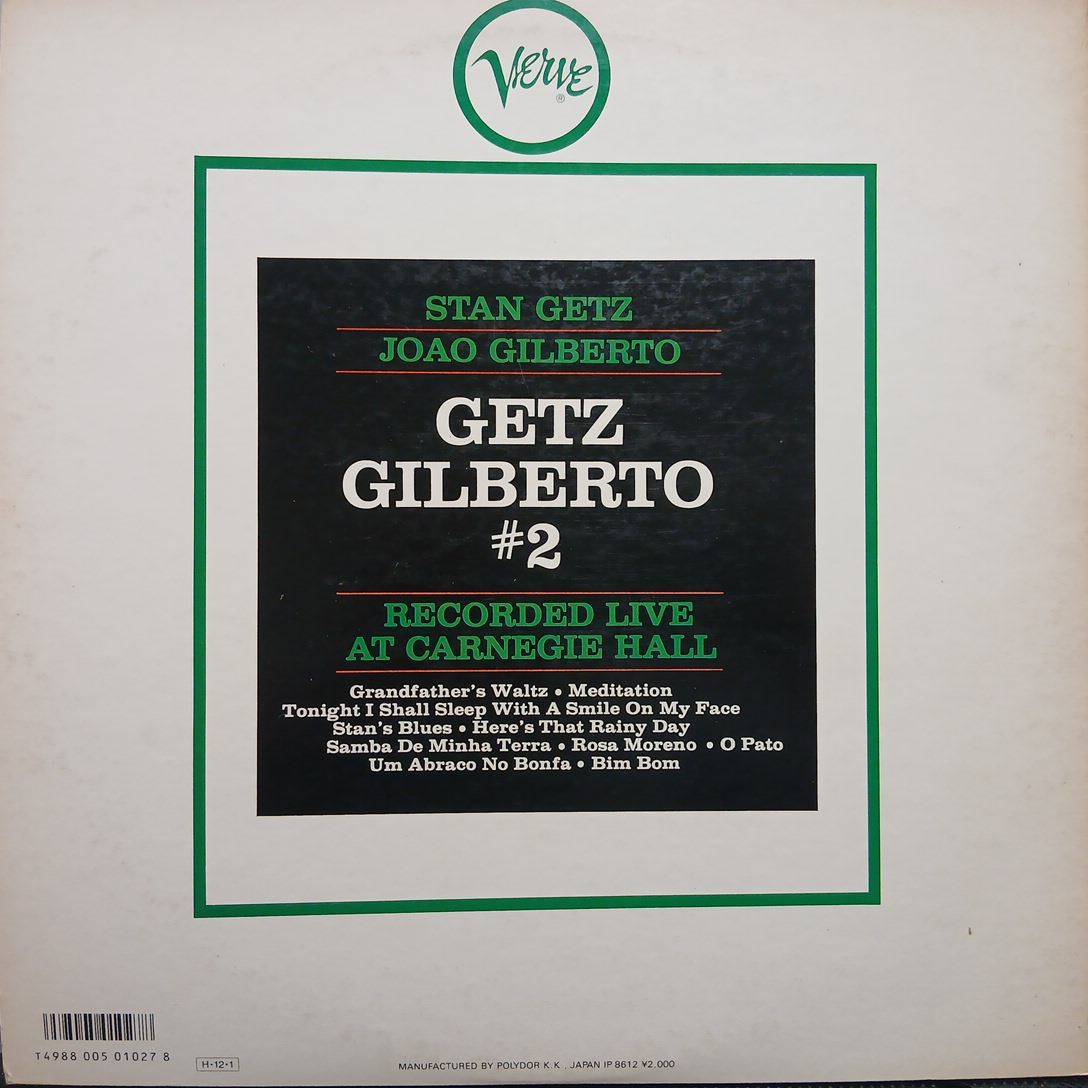 Verve
®
STAN GETZ
JOAO GILBERTO
GETZ
GILBERTO
#2
RECORDED LIVE
AT CARNEGIE HALL
Grandfather's Waltz • Meditation
Tonight I Shall Sleep With A Smile On My Face
Stan's Blues • Here's That Rainy Day
Samba De Minha Terra • Rosa Moreno • O Pato
Um Abraco No Bonfa • Bim Bom
T4988 005 01027 8
H-12-1
MANUFACTURED BY POLYDOR K.K., JAPAN IP 8612 ¥2,000